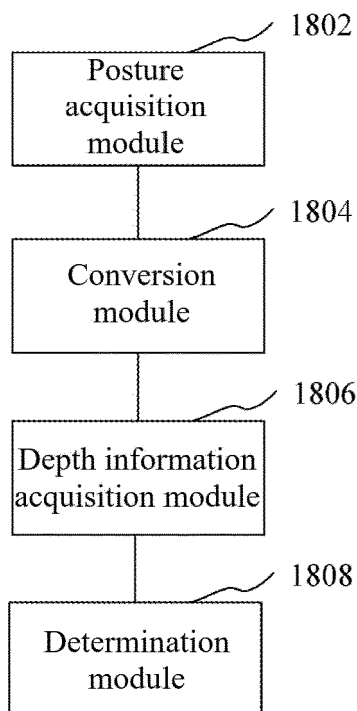 1802
Posture
acquisition
module
1804
Conversion
module
1806
Depth information
acquisition module
1808
Determination
module